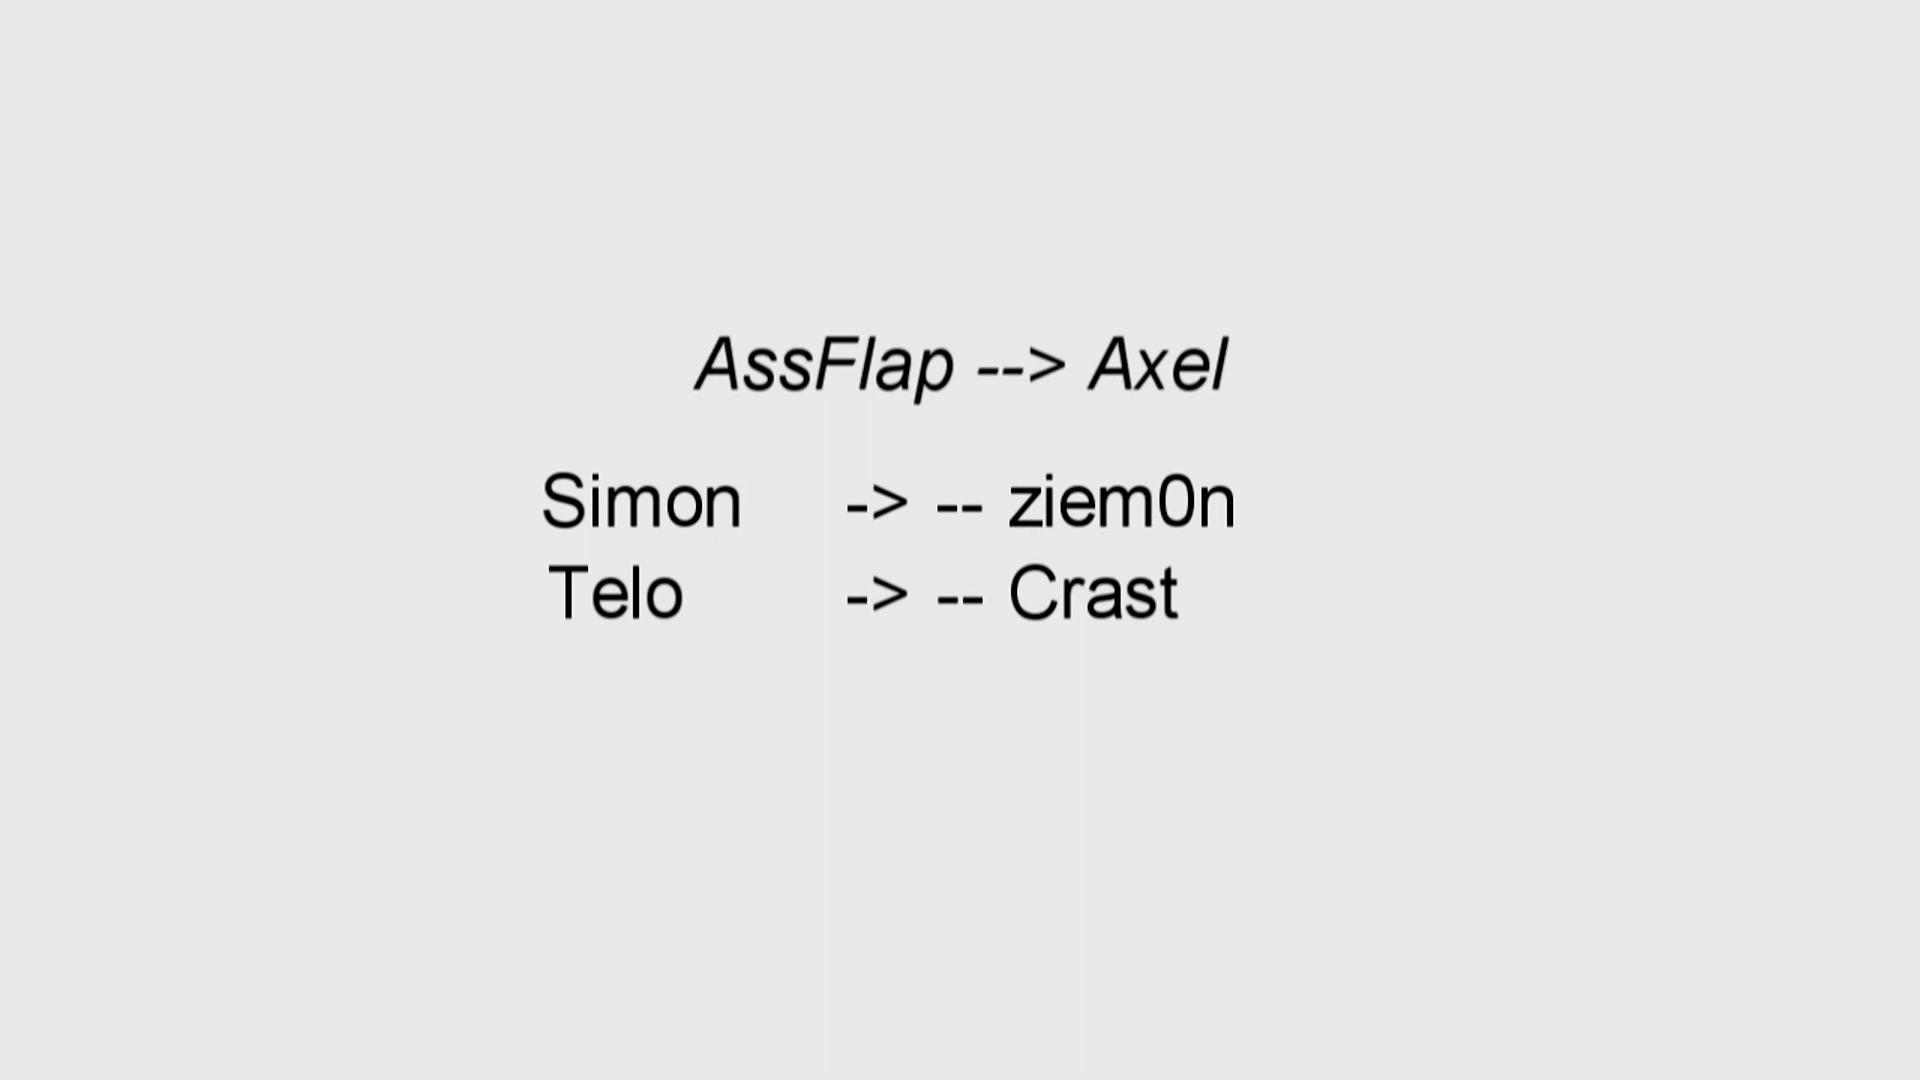 AssFlap --> Axel
Simon -> -- ziem0n
Telo -> -- Crast